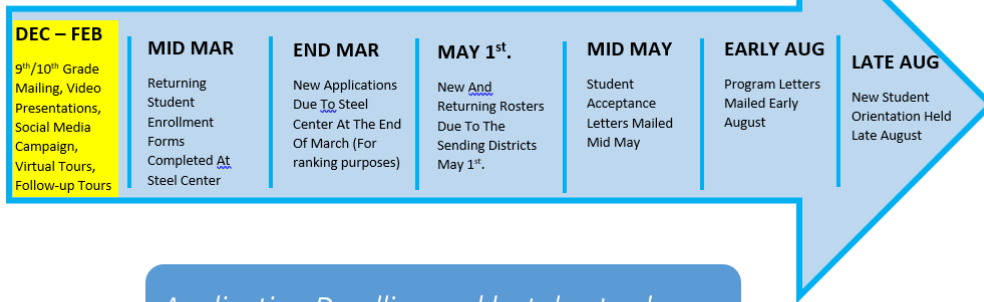 DEC – FEB
9th/10th Grade
Mailing, Video
Presentations,
Social Media
Campaign,
Virtual Tours,
Follow-up Tours
MID MAR
Returning
Student
Enrollment
Forms
Completed At
Steel Center
END MAR
New Applications
Due To Steel
Center At The End
Of March (For
ranking purposes)
MAY 1st.
New And
Returning Rosters
Due To The
Sending Districts
May 1st.
MID MAY
Student
Acceptance
Letters Mailed
Mid May
EARLY AUG
Program Letters
Mailed Early
August
LATE AUG
New Student
Orientation Held
Late August
Application Deadline